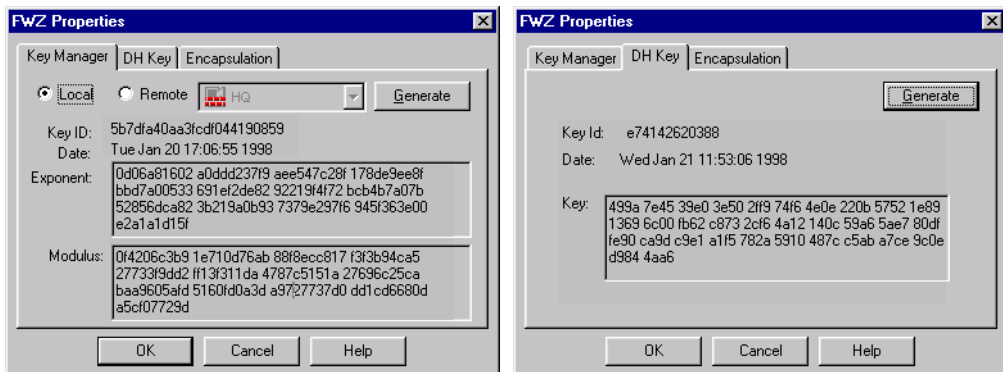 FWZ Properties
Key Manager DH Key Encapsulation
Local Remote HQ Generate
Key ID: 5b7dfa40aa3fcdf044190859
Date: Tue Jan 20 17:06:55 1998
Exponent: 0d06a81602 a0ddd237f9 aee547c28f 178de9ee8f
bbd7a00533 691ef2de82 92219f4f72 bcb4b7a07b
52856dca82 3b219a0b93 7379e297f6 945f363e00
e2a1a1d15f
Modulus: 0f4206c3b9 1e710d76ab 88f8ecc817 f3f3b94ca5
27733f9dd2 ff13f311da 4787c5151a 27696c25ca
baa9605afd 5160fd0a3d a9727737d0 dd1cd6680d
a5cf07729d
OK Cancel Help
FWZ Properties
Key Manager DH Key Encapsulation
Generate
Key Id: e74142620388
Date: Wed Jan 21 11:53:06 1998
Key: 499a 7e45 39e0 3e50 2ff9 74f6 4e0e 220b 5752 1e89
1369 6c00 fb62 c873 2cf6 4a12 140c 59a6 5ae7 80df
fe90 ca9d c9e1 a1f5 782a 5910 487c c5ab a7ce 9c0e
d984 4aa6
OK Cancel Help